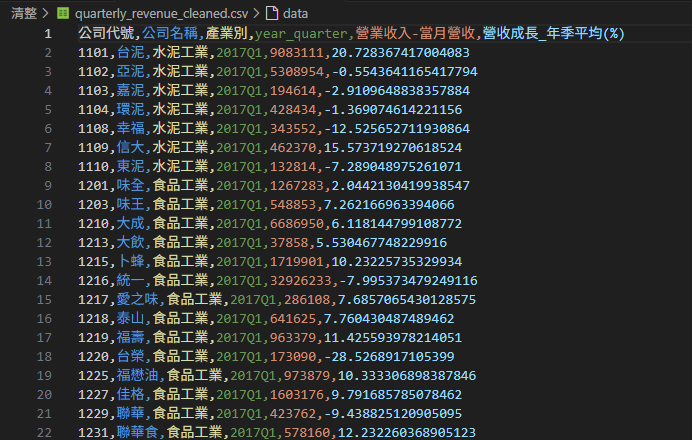 清整 > quarterly_revenue_cleaned.csv > data
1 公司代號,公司名稱,產業別,year_quarter,營業收入-當月營收,營收成長_年季平均(%)
2 1101,台泥,水泥工業,2017Q1,9083111,20.728367417004083
3 1102,亞泥,水泥工業,2017Q1,5308954,-0.5543641165417794
4 1103,嘉泥,水泥工業,2017Q1,194614,-2.9109648838357884
5 1104,環泥,水泥工業,2017Q1,428434,-1.369074614221156
6 1108,幸福,水泥工業,2017Q1,343552,-12.525652711930864
7 1109,信大,水泥工業,2017Q1,462370,15.573719270618524
8 1110,東泥,水泥工業,2017Q1,132814,-7.289048975261071
9 1201,味全,食品工業,2017Q1,1267283,2.0442130419938547
10 1203,味王,食品工業,2017Q1,548853,7.262166963394066
11 1210,大成,食品工業,2017Q1,6686950,6.118144799108772
12 1213,大飲,食品工業,2017Q1,37858,5.530467748229916
13 1215,卜蜂,食品工業,2017Q1,1719901,10.23225735329934
14 1216,統一,食品工業,2017Q1,32926233,-7.995373479249116
15 1217,愛之味,食品工業,2017Q1,286108,7.6857065430128575
16 1218,泰山,食品工業,2017Q1,641625,7.760430487489462
17 1219,福壽,食品工業,2017Q1,963379,11.425593978214051
18 1220,台榮,食品工業,2017Q1,173090,-28.5268917105399
19 1225,福懋油,食品工業,2017Q1,973879,10.333306898387846
20 1227,佳格,食品工業,2017Q1,1603176,9.791685785078462
21 1229,聯華,食品工業,2017Q1,423762,-9.438825120905095
22 1231,聯華食,食品工業,2017Q1,578160,12.232260368905123